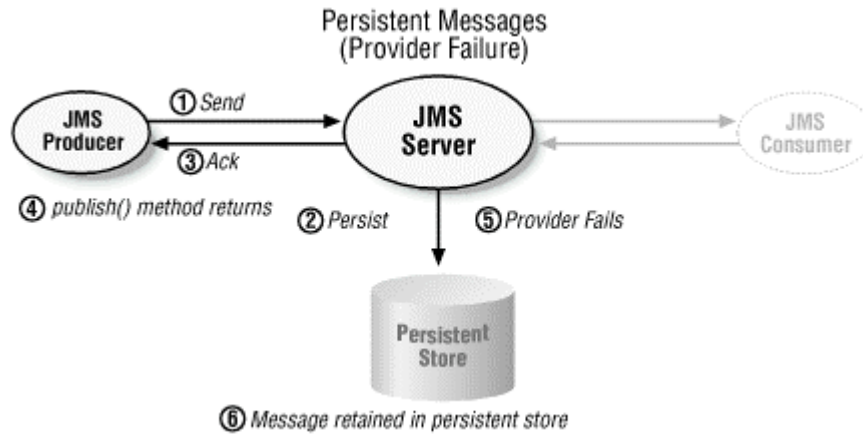 Persistent Messages
(Provider Failure)
① Send
JMS
Producer
JMS
Server
JMS
Consumer
③ Ack
④ publish() method returns
② Persist
⑤ Provider Fails
Persistent
Store
⑥ Message retained in persistent store